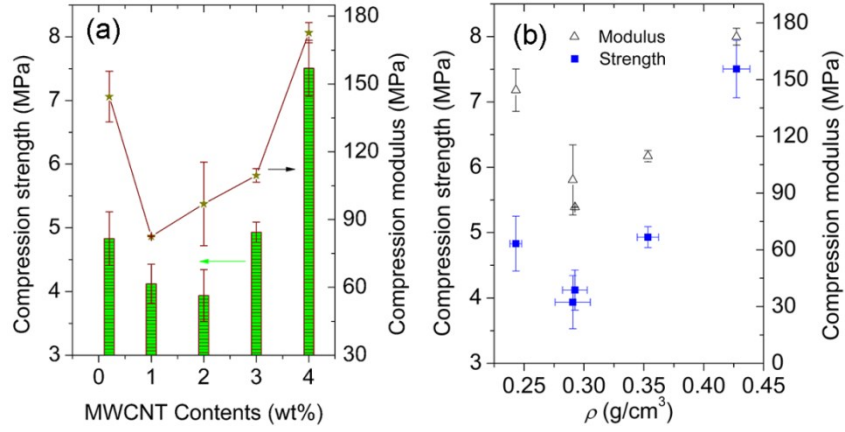 (a)
Compression strength (MPa)
8
7
6
5
4
3
0 1 2 3 4
MWCNT Contents (wt%)
180
150
120
90
60
30
Compression modulus (MPa)
(b)
Modulus
Strength
Compression strength (MPa)
8
7
6
5
4
3
0.25 0.30 0.35 0.40 0.45
ρ (g/cm³)
180
150
120
90
60
30
0
Compression modulus (MPa)